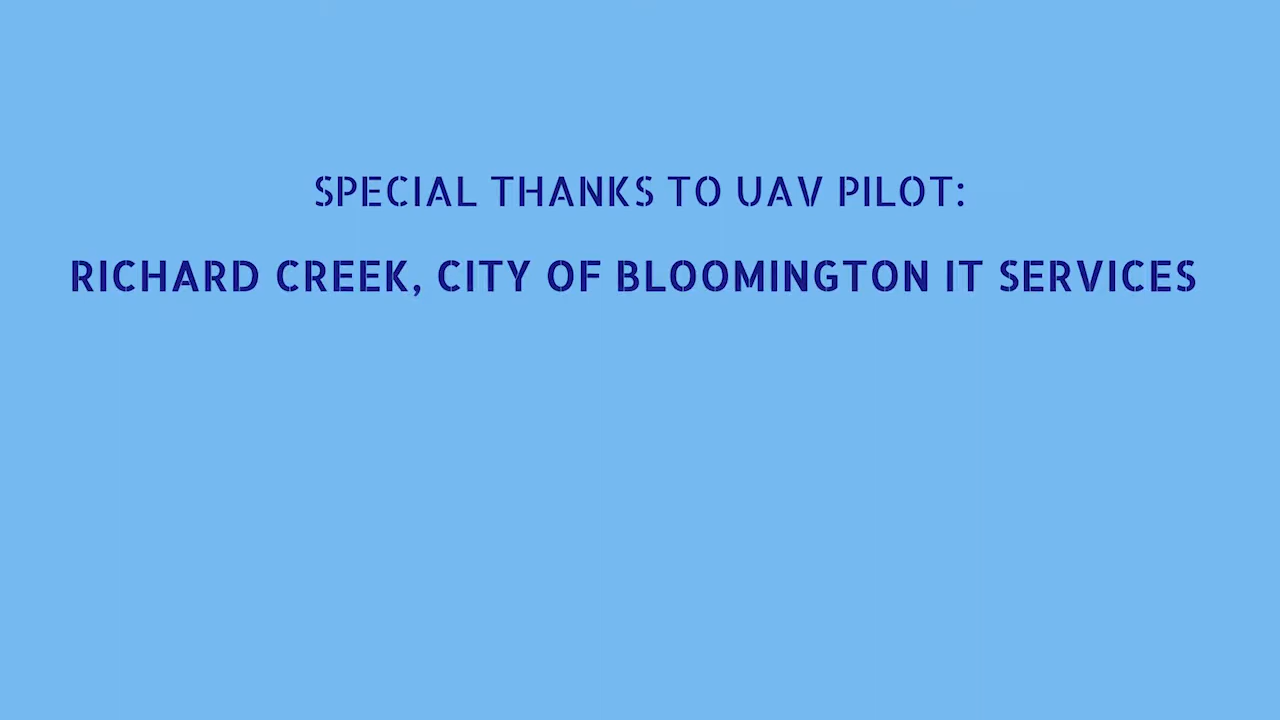 SPECIAL THANKS TO UAV PILOT:
RICHARD CREEK, CITY OF BLOOMINGTON IT SERVICES